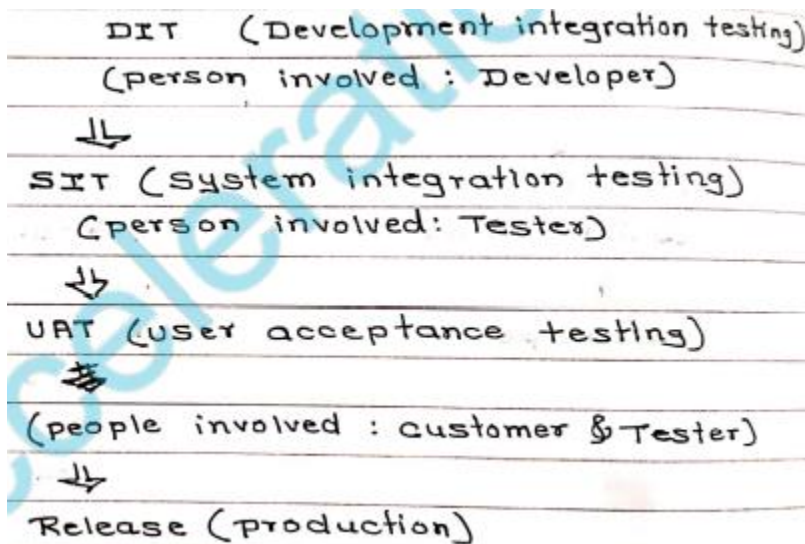 DIT (Development integration testing)
(person involved : Developer)
SIT (system integration testing)
(person involved: Tester)
UAT (user acceptance testing)
(people involved : customer & Tester)
Release (production)